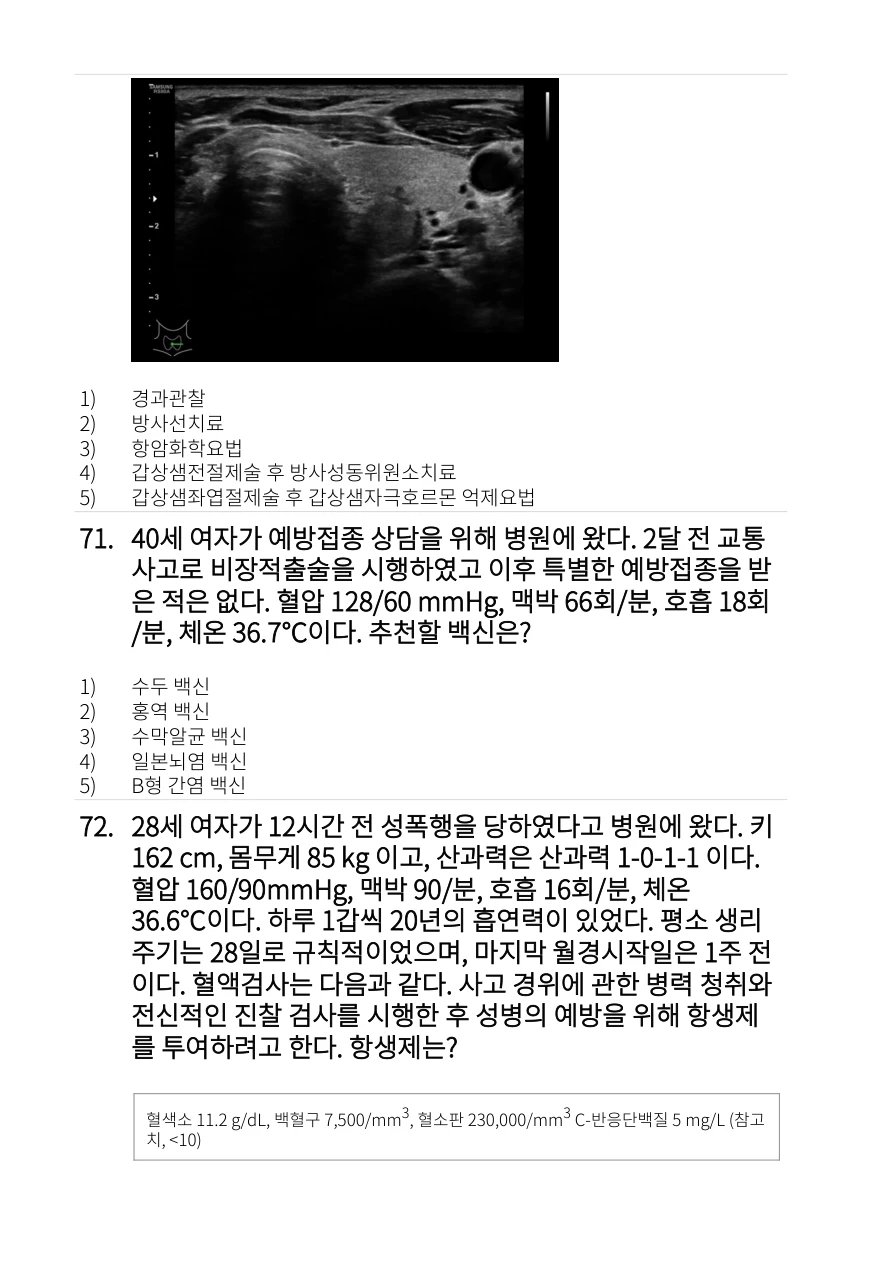 SAMSUNG
-1
-2
-3
1) 경과관찰
2) 방사선치료
3) 항암화학요법
4) 갑상샘전절제술 후 방사성동위원소치료
5) 갑상샘좌엽절제술 후 갑상샘자극호르몬 억제요법
71. 40세 여자가 예방접종 상담을 위해 병원에 왔다. 2달 전 교통
사고로 비장적출술을 시행하였고 이후 특별한 예방접종을 받
은 적은 없다. 혈압 128/60 mmHg, 맥박 66회/분, 호흡 18회
/분, 체온 36.7°C이다. 추천할 백신은?
1) 수두 백신
2) 홍역 백신
3) 수막알균 백신
4) 일본뇌염 백신
5) B형 간염 백신
72. 28세 여자가 12시간 전 성폭행을 당하였다고 병원에 왔다. 키
162 cm, 몸무게 85 kg 이고, 산과력은 산과력 1-0-1-1 이다.
혈압 160/90mmHg, 맥박 90/분, 호흡 16회/분, 체온
36.6°C이다. 하루 1갑씩 20년의 흡연력이 있었다. 평소 생리
주기는 28일로 규칙적이었으며, 마지막 월경시작일은 1주 전
이다. 혈액검사는 다음과 같다. 사고 경위에 관한 병력 청취와
전신적인 진찰 검사를 시행한 후 성병의 예방을 위해 항생제
를 투여하려고 한다. 항생제는?
혈색소 11.2 g/dL, 백혈구 7,500/mm³, 혈소판 230,000/mm³ C-반응단백질 5 mg/L (참고
치, <10)